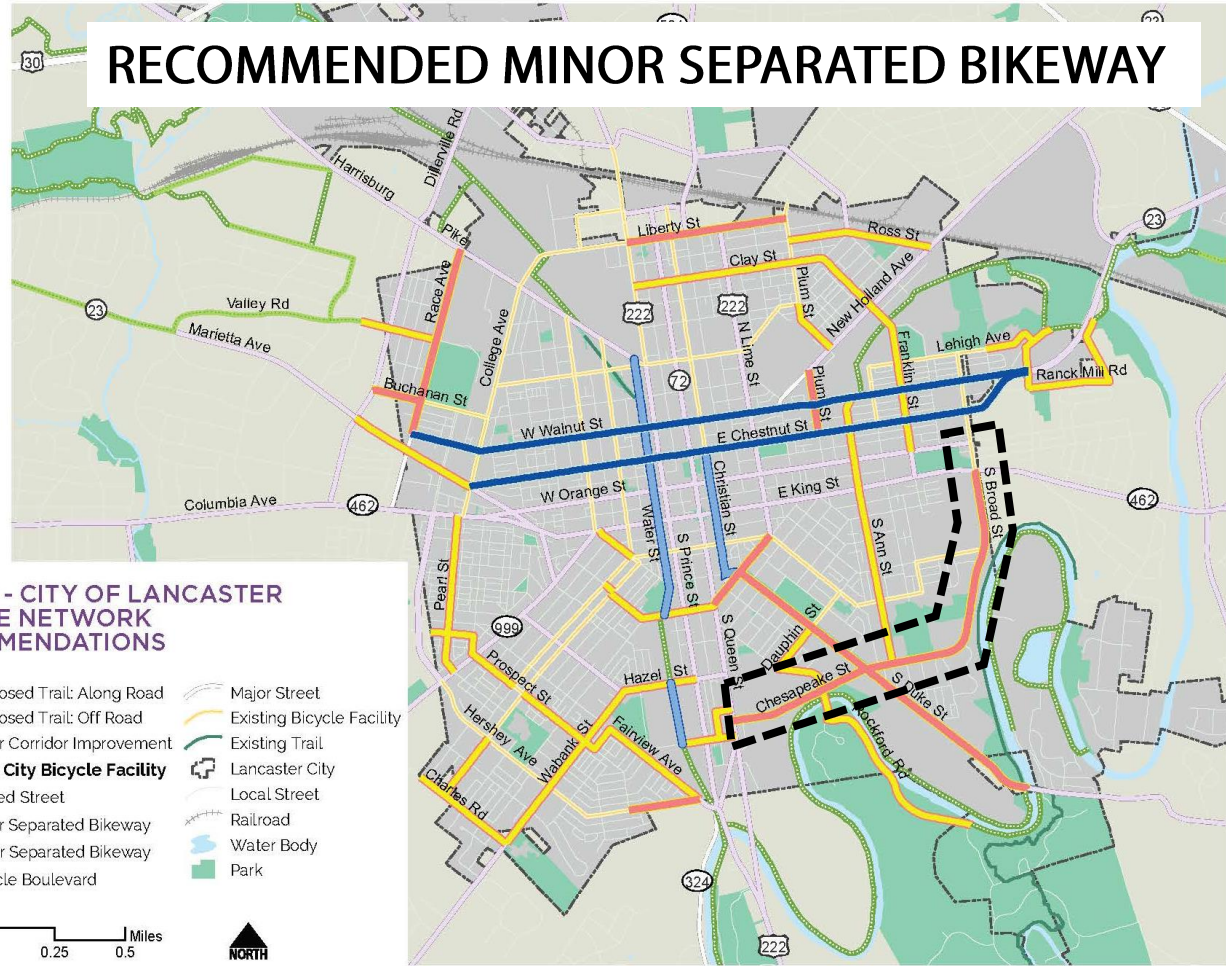 RECOMMENDED MINOR SEPARATED BIKEWAY
30
23
Dillerville Rd
Harrisburg
Pike
23
Liberty St
Ross St
Clay St
Race Ave
Plum St
New Holland Ave
Valley Rd
23
222
222
Marietta Ave
College Ave
N Lime St
Franklin St
Lehigh Ave
72
Ranck Mill Rd
Buchanan St
Plum St
W Walnut St
E Chestnut St
W Orange St
E King St
Christian St
S Broad St
Columbia Ave
462
462
Water St
S Prince St
S Ann St
Pearl St
- CITY OF LANCASTER
E NETWORK
MENDATIONS
999
S Queen St
Dauphin St
Prospect St
Hazel St
Chesapeake St
S Duke St
Hershey Ave
Wabank St
Fairview Ave
Rockford Rd
Charles Rd
324
222
osed Trail: Along Road
osed Trail: Off Road
r Corridor Improvement
City Bicycle Facility
ed Street
r Separated Bikeway
r Separated Bikeway
cle Boulevard
Major Street
Existing Bicycle Facility
Existing Trail
Lancaster City
Local Street
Railroad
Water Body
Park
Miles
0.25
0.5
NORTH